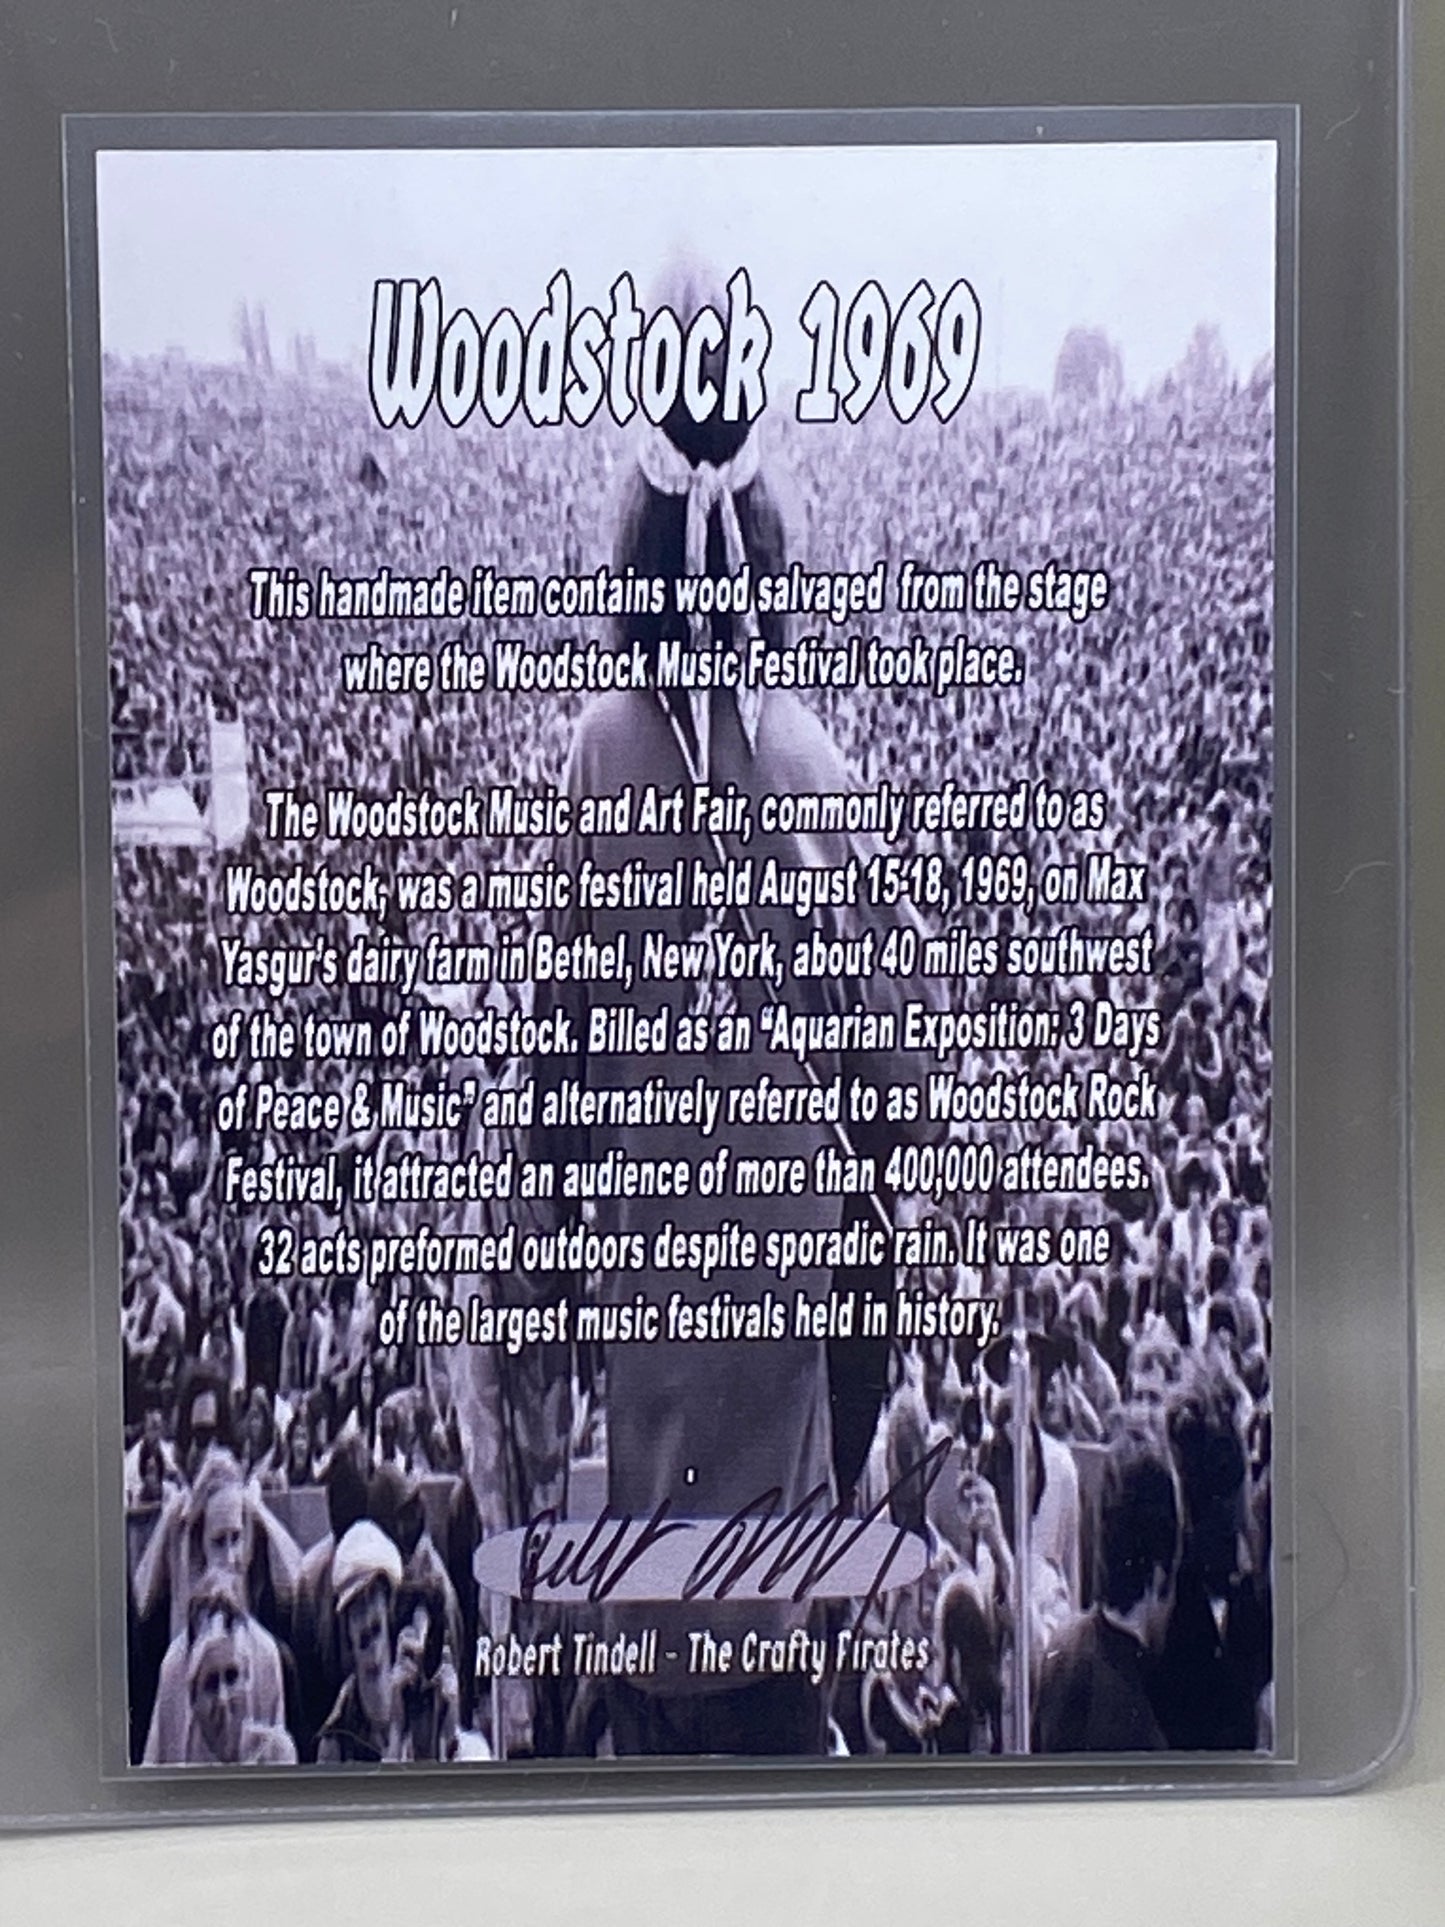 Woodstock 1969
This handmade item contains wood salvaged from the stage
where the Woodstock Music Festival took place.
The Woodstock Music and Art Fair, commonly referred to as
Woodstock, was a music festival held August 15-18, 1969, on Max
Yasgur's dairy farm in Bethel, New York, about 40 miles southwest
of the town of Woodstock. Billed as an "Aquarian Exposition: 3 Days
of Peace & Music" and alternatively referred to as Woodstock Rock
Festival, it attracted an audience of more than 400,000 attendees.
32 acts preformed outdoors despite sporadic rain. It was one
of the largest music festivals held in history.
Robert Tindell - The Crafty Pirates